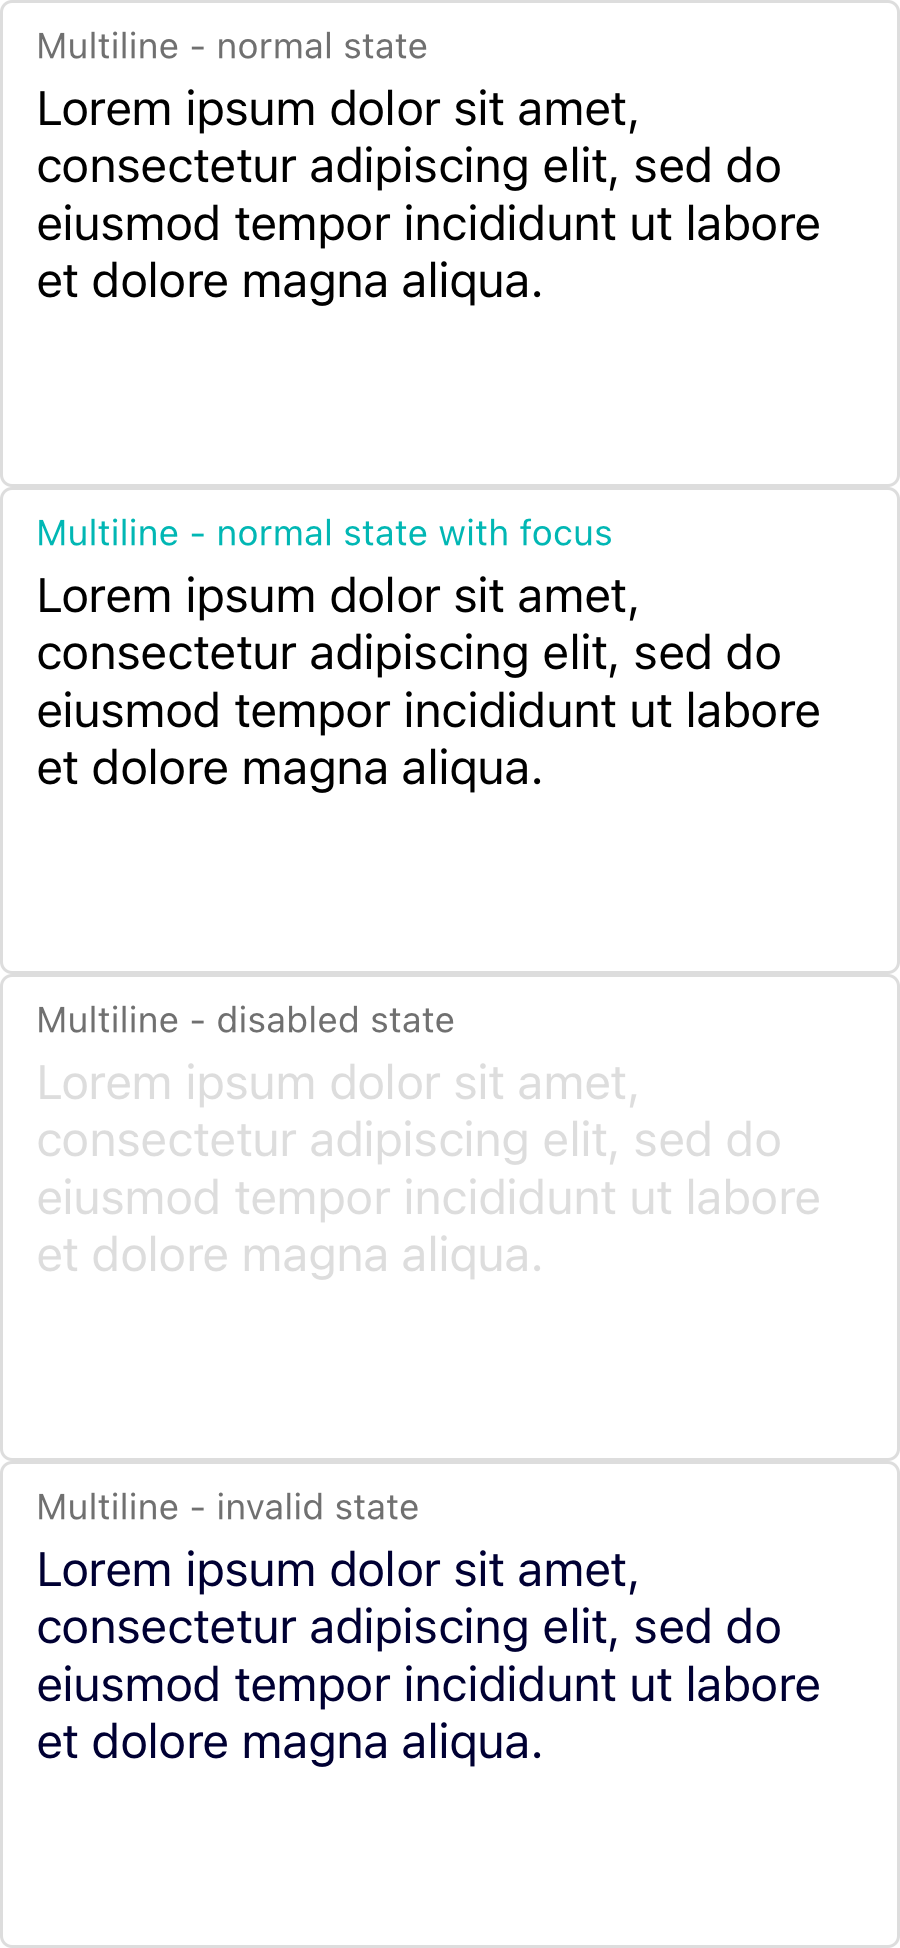 Multiline - normal state
Lorem ipsum dolor sit amet,
consectetur adipiscing elit, sed do
eiusmod tempor incididunt ut labore
et dolore magna aliqua.
Multiline - normal state with focus
Lorem ipsum dolor sit amet,
consectetur adipiscing elit, sed do
eiusmod tempor incididunt ut labore
et dolore magna aliqua.
Multiline - disabled state
Lorem ipsum dolor sit amet,
consectetur adipiscing elit, sed do
eiusmod tempor incididunt ut labore
et dolore magna aliqua.
Multiline - invalid state
Lorem ipsum dolor sit amet,
consectetur adipiscing elit, sed do
eiusmod tempor incididunt ut labore
et dolore magna aliqua.